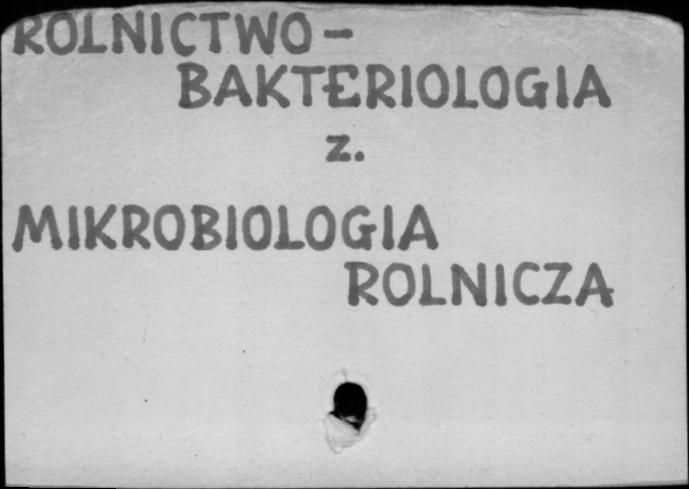 ROLNICTWO-
BAKTERIOLOGIA
z.
MIKROBIOLOGIA
ROLNICZA